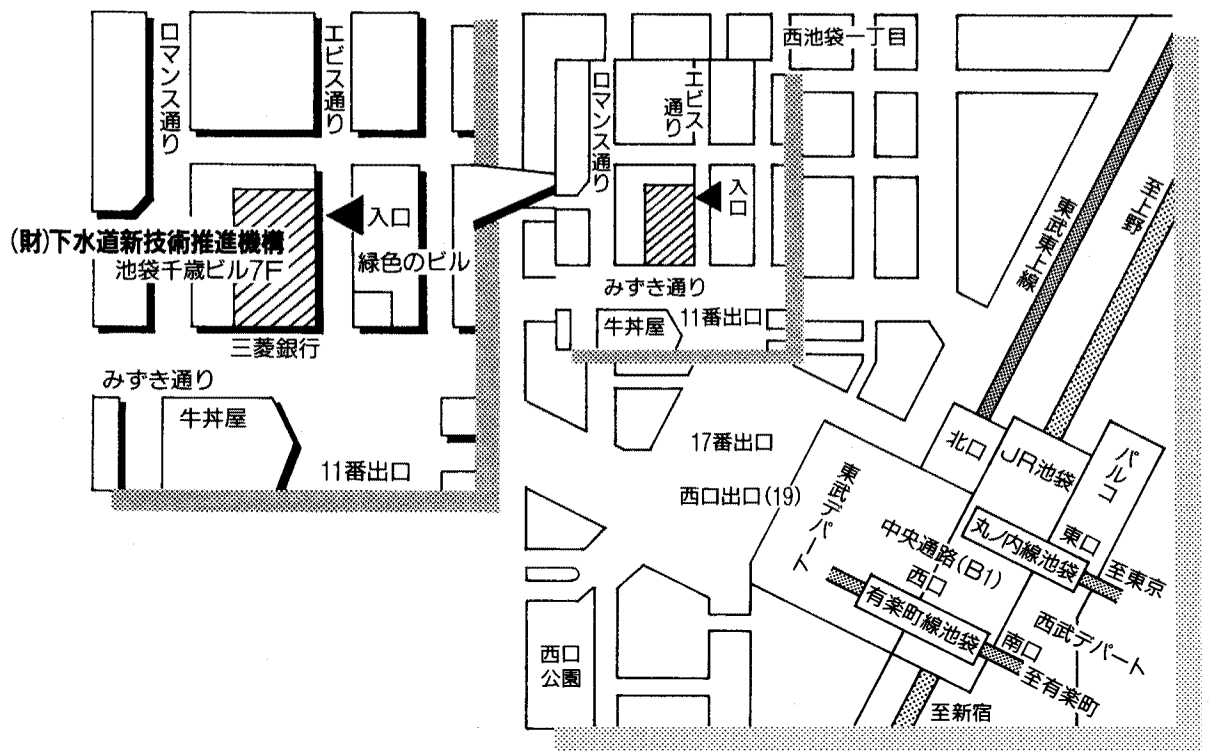 ロマンス通り
エビス通り
入口
(財)下水道新技術推進機構
池袋千歳ビル7F
緑色のビル
三菱銀行
みずき通り
牛丼屋
11番出口
西池袋一丁目
ロマンス通り
エビス
通り
入口
みずき通り
牛丼屋
11番出口
東武東上線
至上野
17番出口
西口出口(19)
北口
JR池袋
パルコ
東武デパート
中央通路(B1)
西口
丸ノ内線池袋
東口
至東京
有楽町線池袋
南口
西武デパート
至有楽町
至新宿
西口
公園